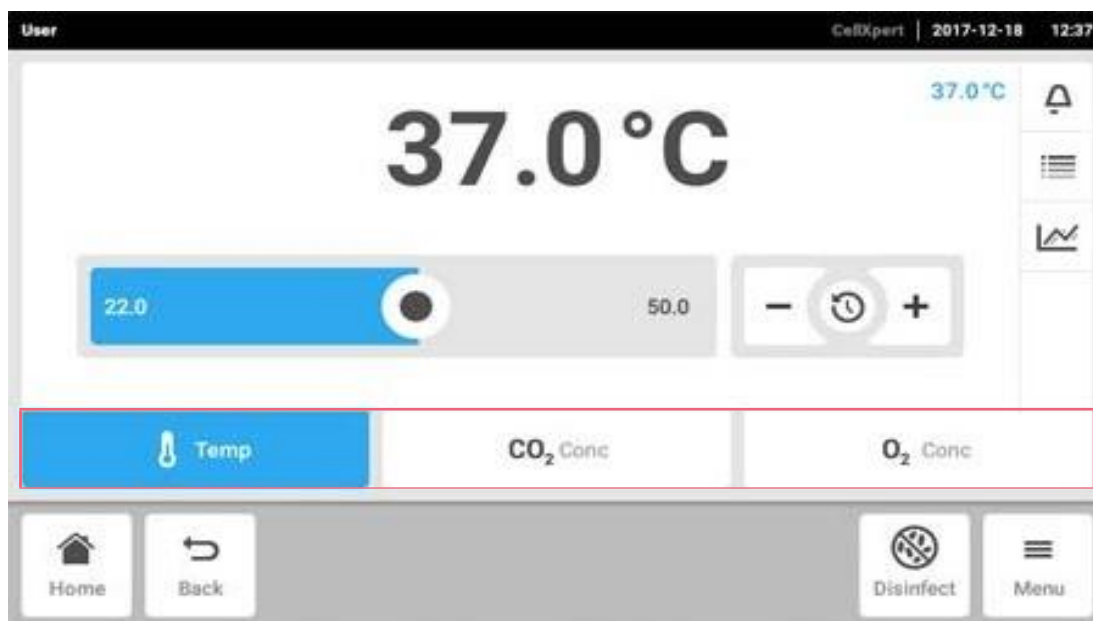 User CellXpert | 2017-12-18 12:37
37.0°C
37.0°C
22.0 50.0 - +
Temp CO₂ Conc O₂ Conc
Home Back Disinfect Menu